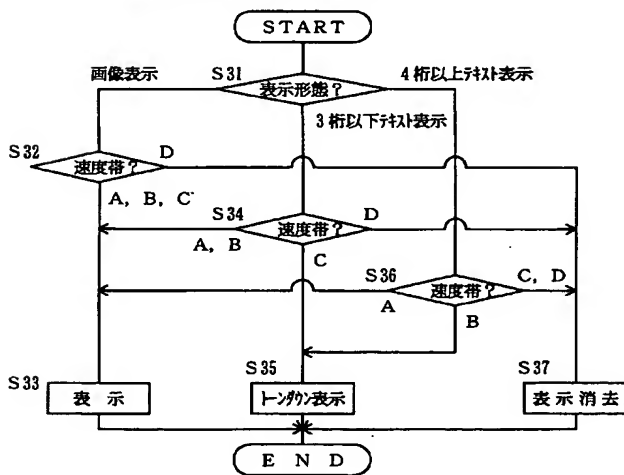 START
画像表示
S31
4桁以上テキスト表示
表示形態?
3桁以下テキスト表示
S32
速度帯?
D
A, B, C
S34
速度帯?
D
A, B
C
S36
速度帯?
C, D
A
B
S33
表 示
S35
トーンダウン表示
S37
表示消去
END